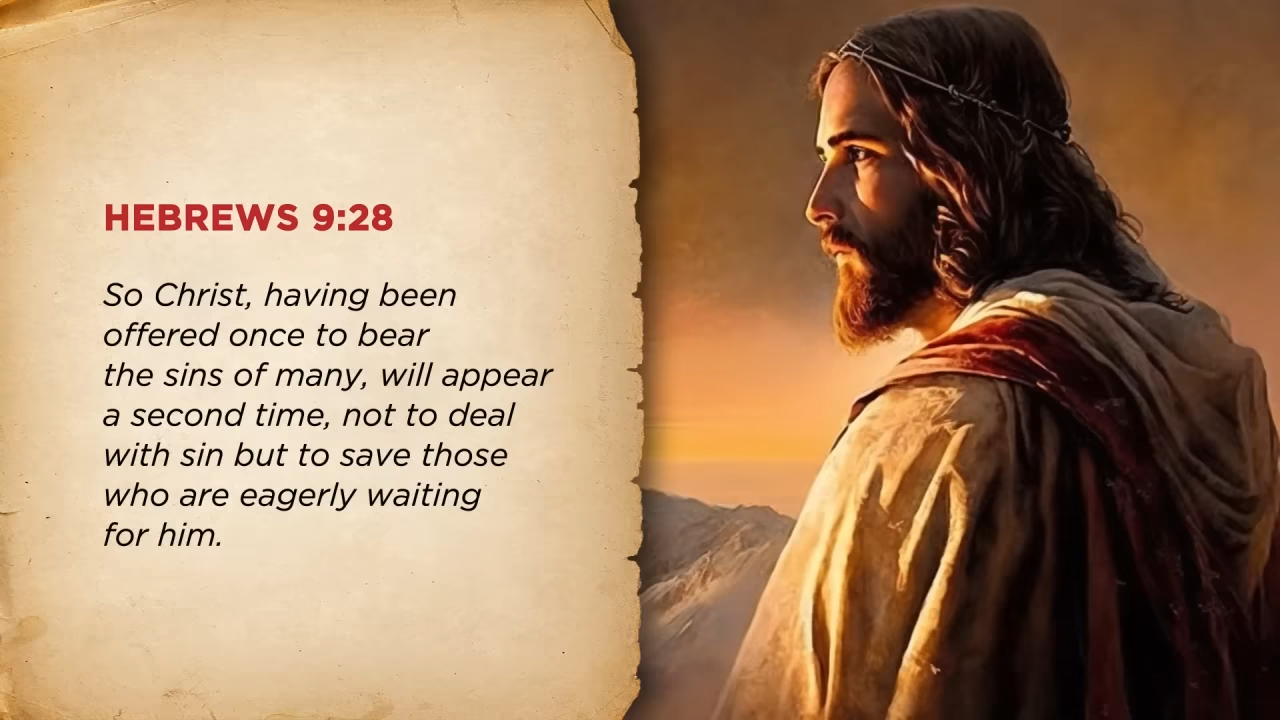 HEBREWS 9:28
So Christ, having been
offered once to bear
the sins of many, will appear
a second time, not to deal
with sin but to save those
who are eagerly waiting
for him.